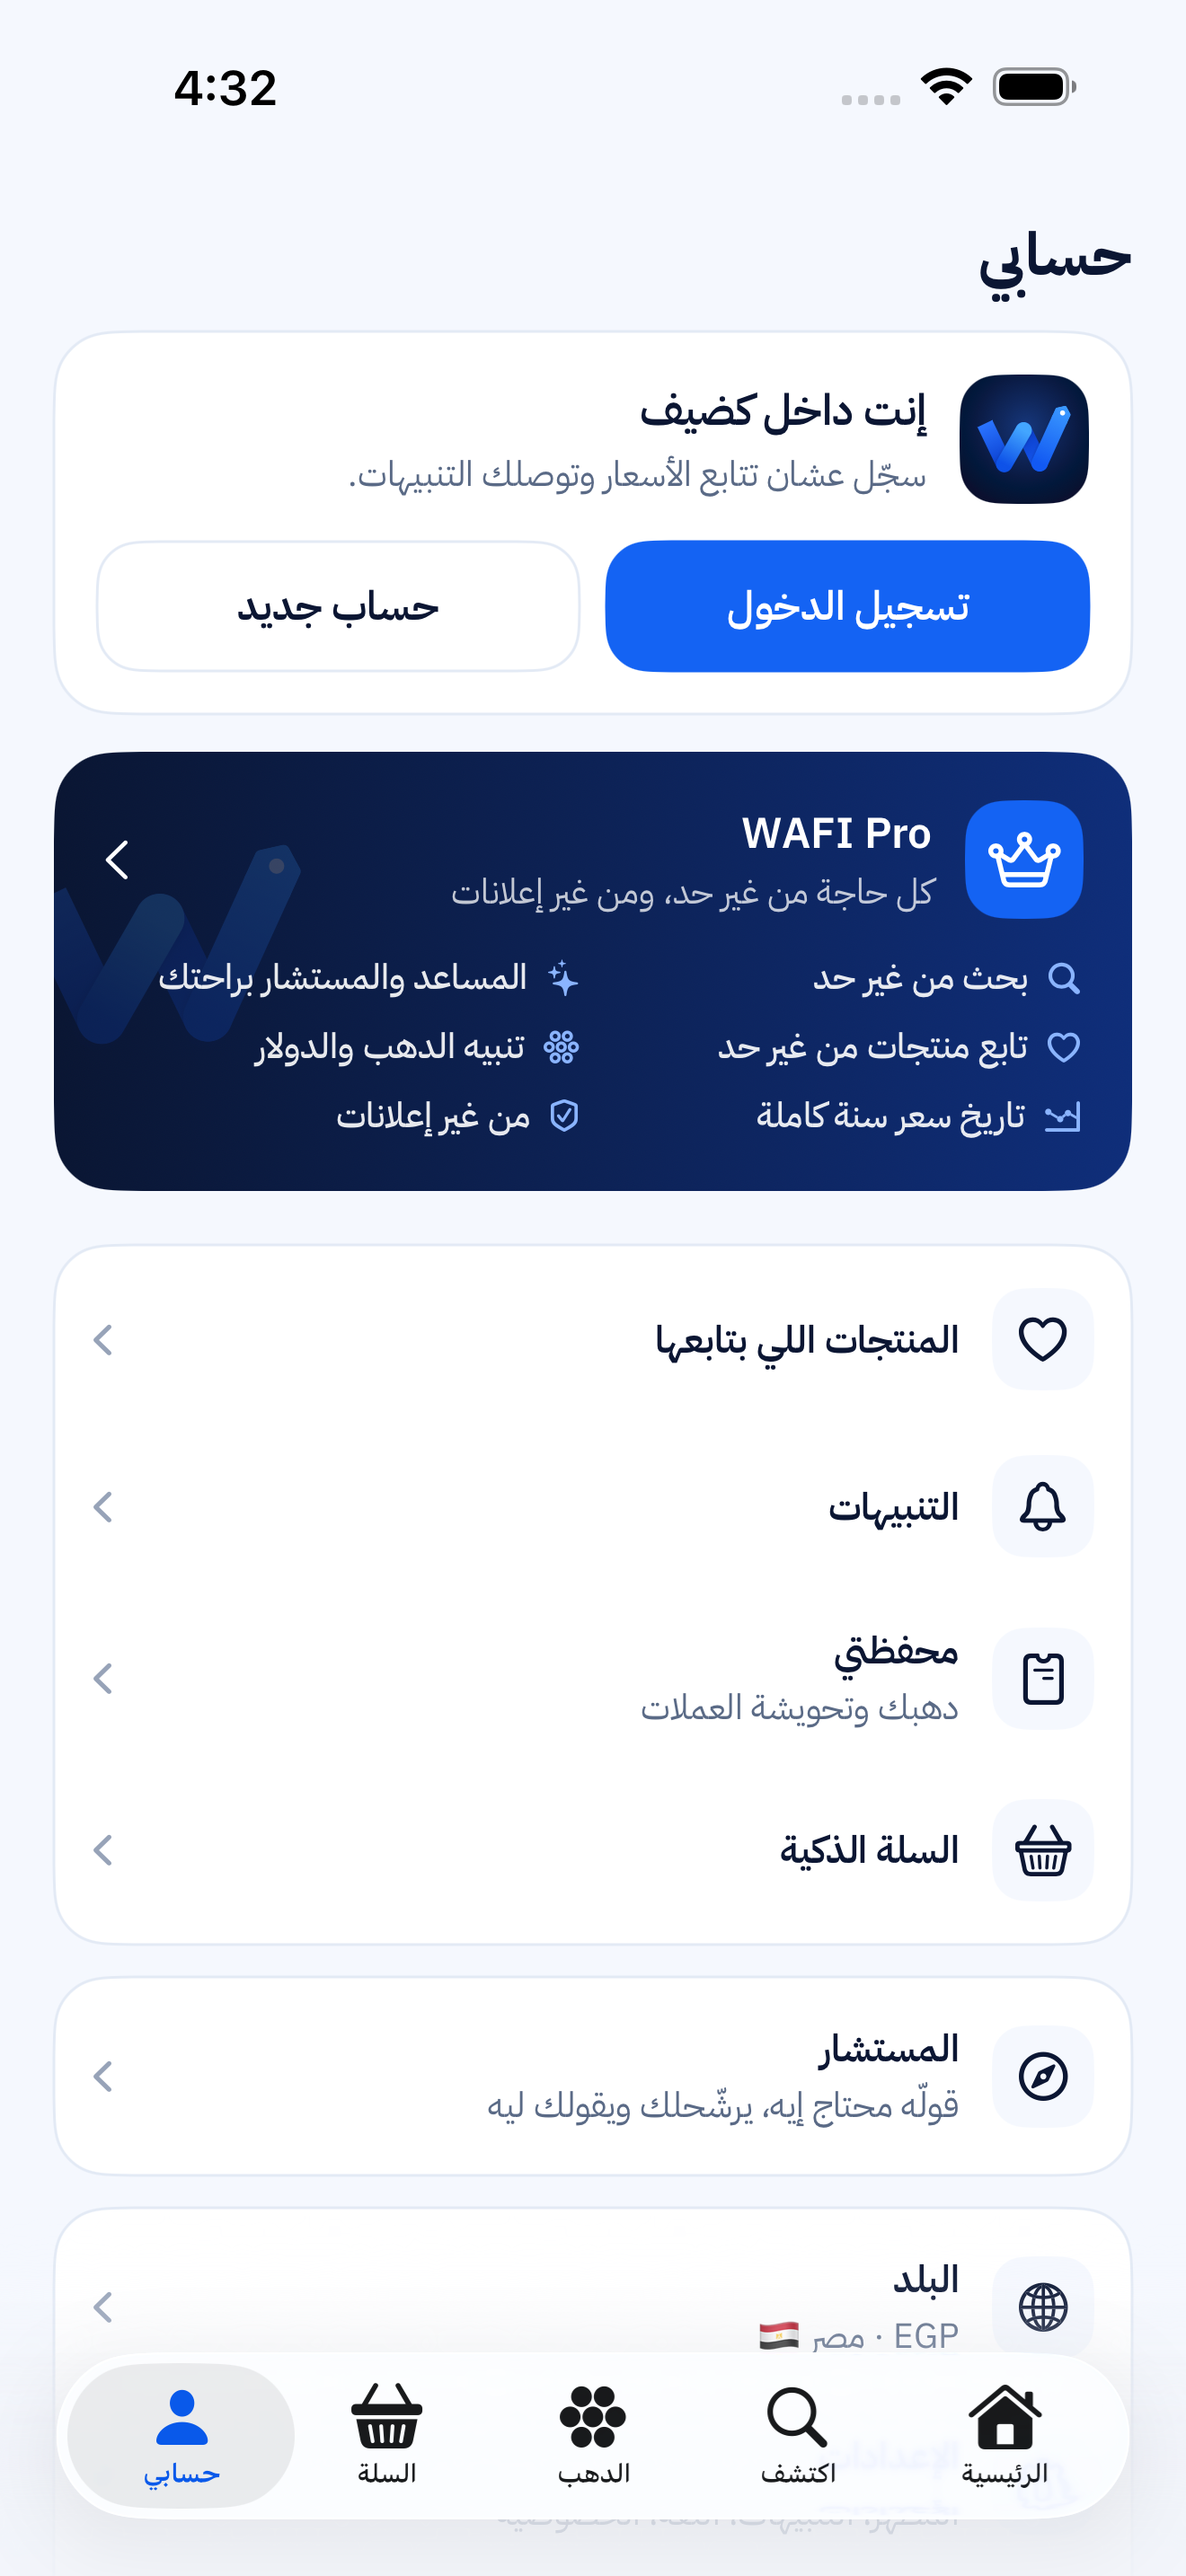 4:32
حسابي
إنت داخل كضيف
سجّل عشان تتابع الأسعار وتوصلك التنبيهات.
تسجيل الدخول
حساب جديد
WAFI Pro
كل حاجة من غير حد، ومن غير إعلانات
بحث من غير حد
المساعد والمستشار براحتك
تابع منتجات من غير حد
تنبيه الدهب والدولار
تاريخ سعر سنة كاملة
من غير إعلانات
المنتجات اللي بتابعها
التنبيهات
محفظتي
دهبك وتحويشة العملات
السلة الذكية
المستشار
قولّه محتاج إيه، يرشّحلك ويقولك ليه
البلد
EGP · مصر 🇪🇬
الإعدادات
الرئيسية
اكتشف
الدهب
السلة
حسابي